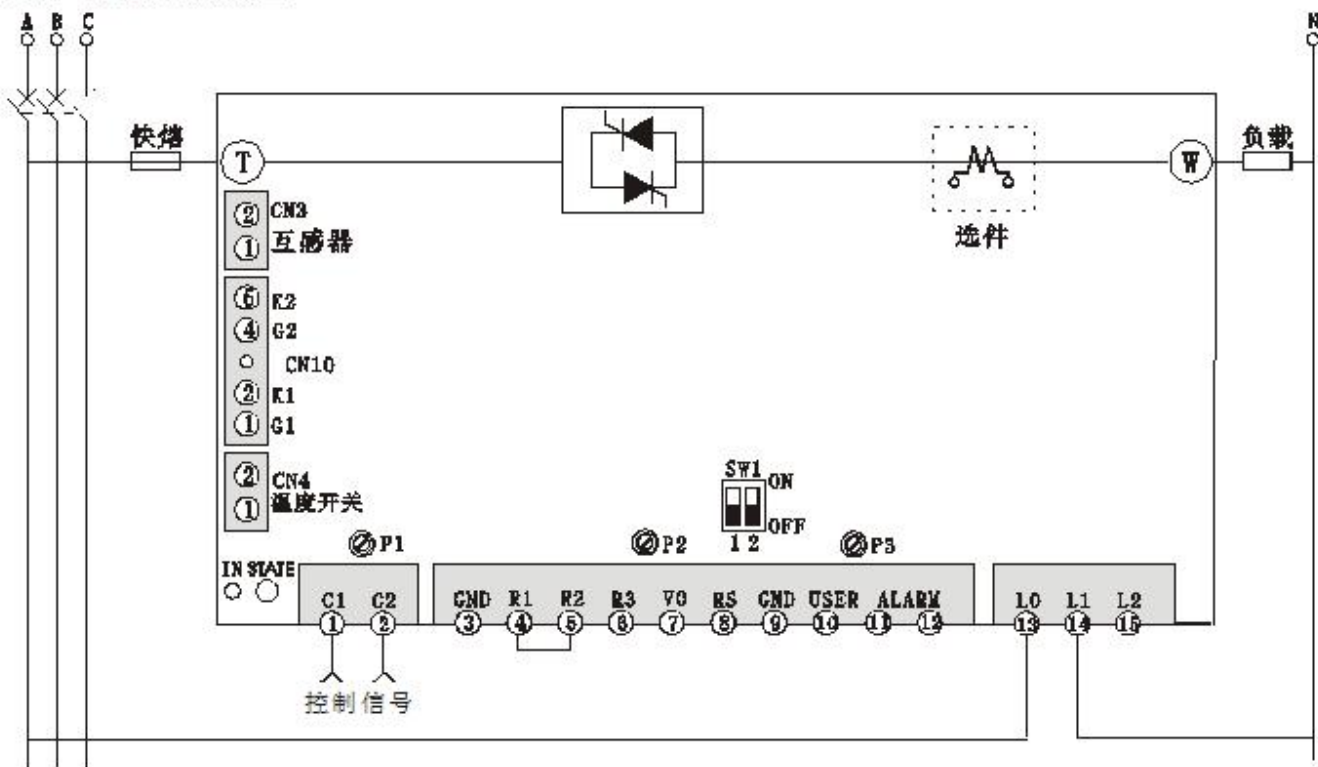 A B C N
快熔
T
W
负载
② CN3
① 互感器
选件
⑥ K2
④ G2
CN10
② K1
① G1
② CN4
① 温度开关
SW1
ON
OFF
1 2
P1 P2 P3
IN STATE
C1 C2 GND R1 R2 R3 V0 RS GND USER ALARM L0 L1 L2
① ② ③ ④ ⑤ ⑥ ⑦ ⑧ ⑨ ⑩ ⑪ ⑫ ⑬ ⑭ ⑮
控制信号